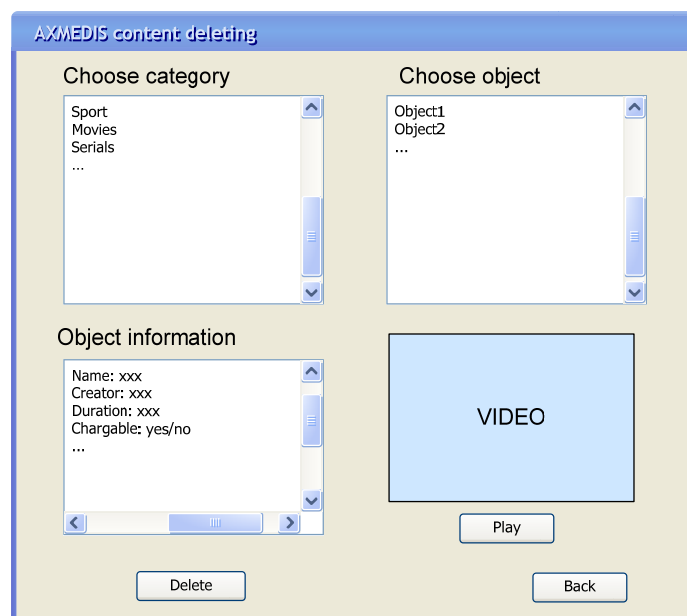 AXMEDIS content deleting
Choose category
Sport
Movies
Serials
...
Choose object
Object1
Object2
...
Object information
Name: xxx
Creator: xxx
Duration: xxx
Chargable: yes/no
...
VIDEO
Play
Delete
Back